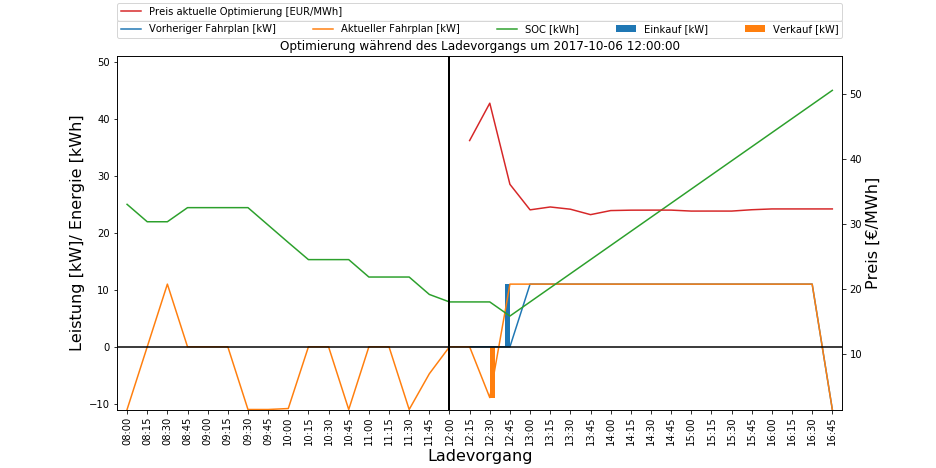 Preis aktuelle Optimierung [EUR/MWh]
Vorheriger Fahrplan [kW] Aktueller Fahrplan [kW] SOC [kWh] Einkauf [kW] Verkauf [kW]
Optimierung während des Ladevorgangs um 2017-10-06 12:00:00
Leistung [kW]/ Energie [kWh]
50
40
30
20
10
0
−10
50
40
30
20
10
Preis [€/MWh]
08:00 08:15 08:30 08:45 09:00 09:15 09:30 09:45 10:00 10:15 10:30 10:45 11:00 11:15 11:30 11:45 12:00 12:15 12:30 12:45 13:00 13:15 13:30 13:45 14:00 14:15 14:30 14:45 15:00 15:15 15:30 15:45 16:00 16:15 16:30 16:45
Ladevorgang